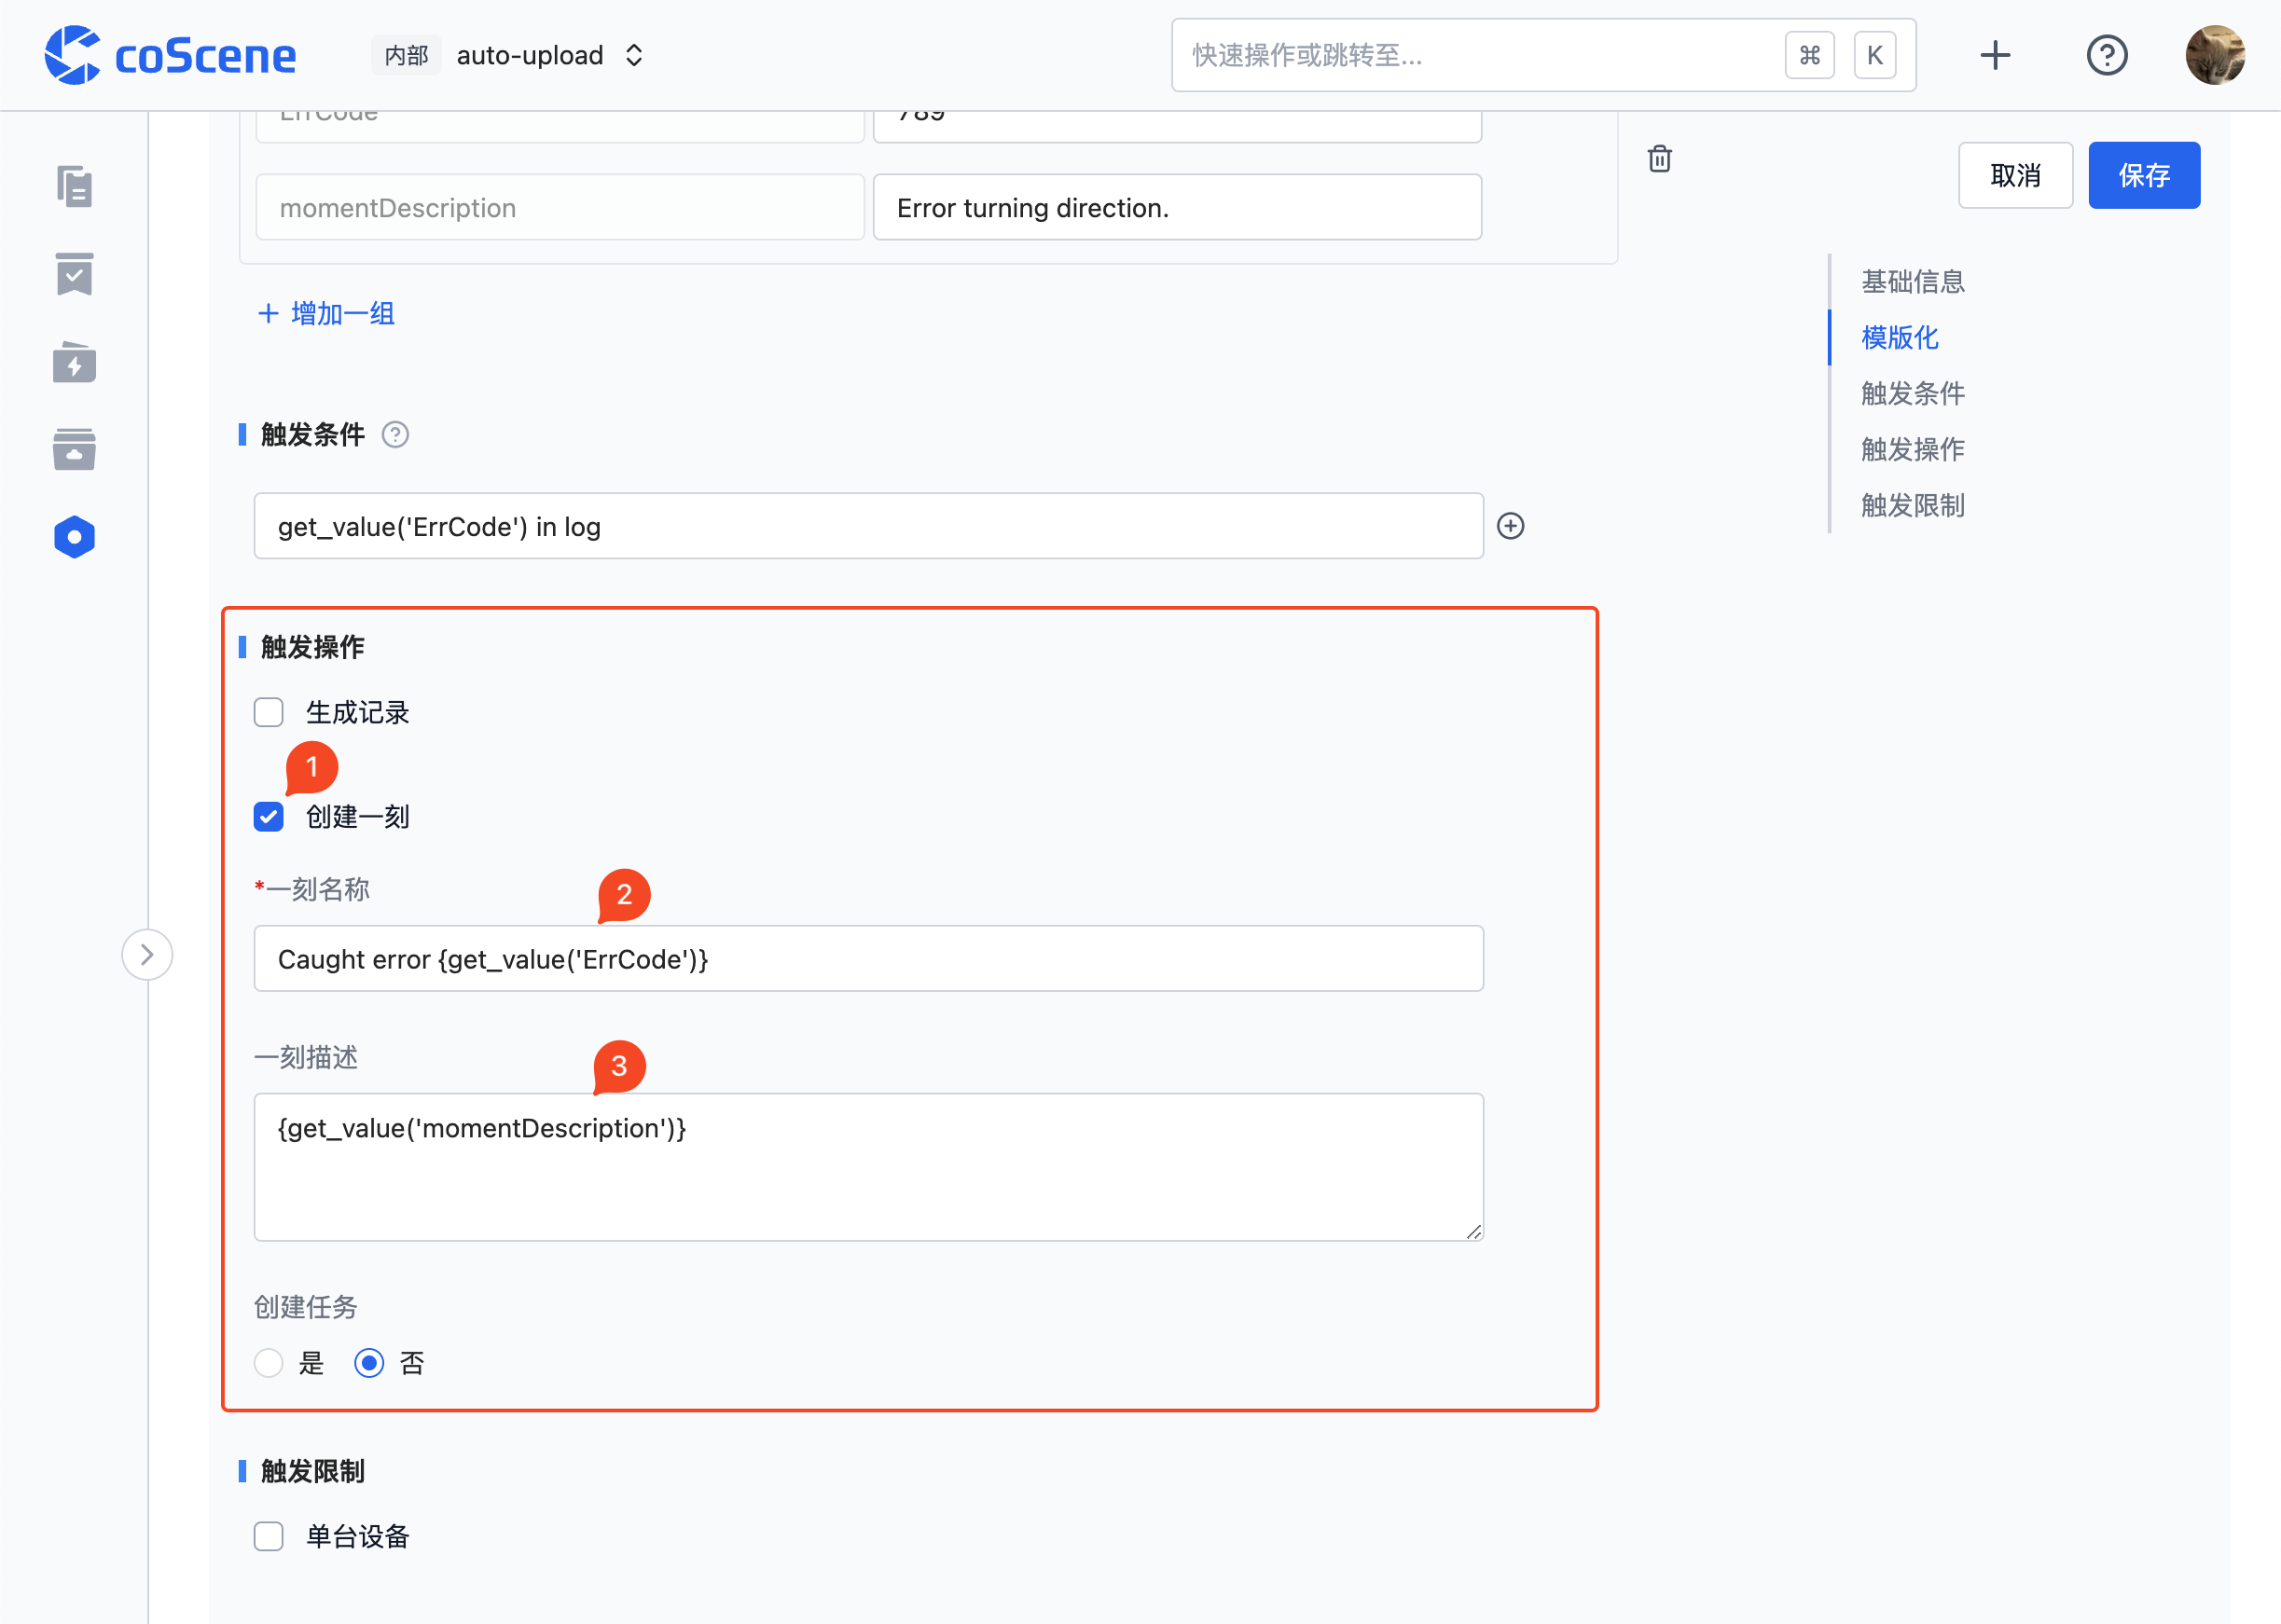 coScene
内部
auto-upload
快速操作或跳转至...
⌘
K
ErrCode
789
momentDescription
Error turning direction.
取消
保存
增加一组
基础信息
模版化
触发条件
触发操作
触发限制
触发条件
get_value('ErrCode') in log
触发操作
生成记录
1
创建一刻
*一刻名称
2
Caught error {get_value('ErrCode')}
一刻描述
3
{get_value('momentDescription')}
创建任务
是
否
触发限制
单台设备